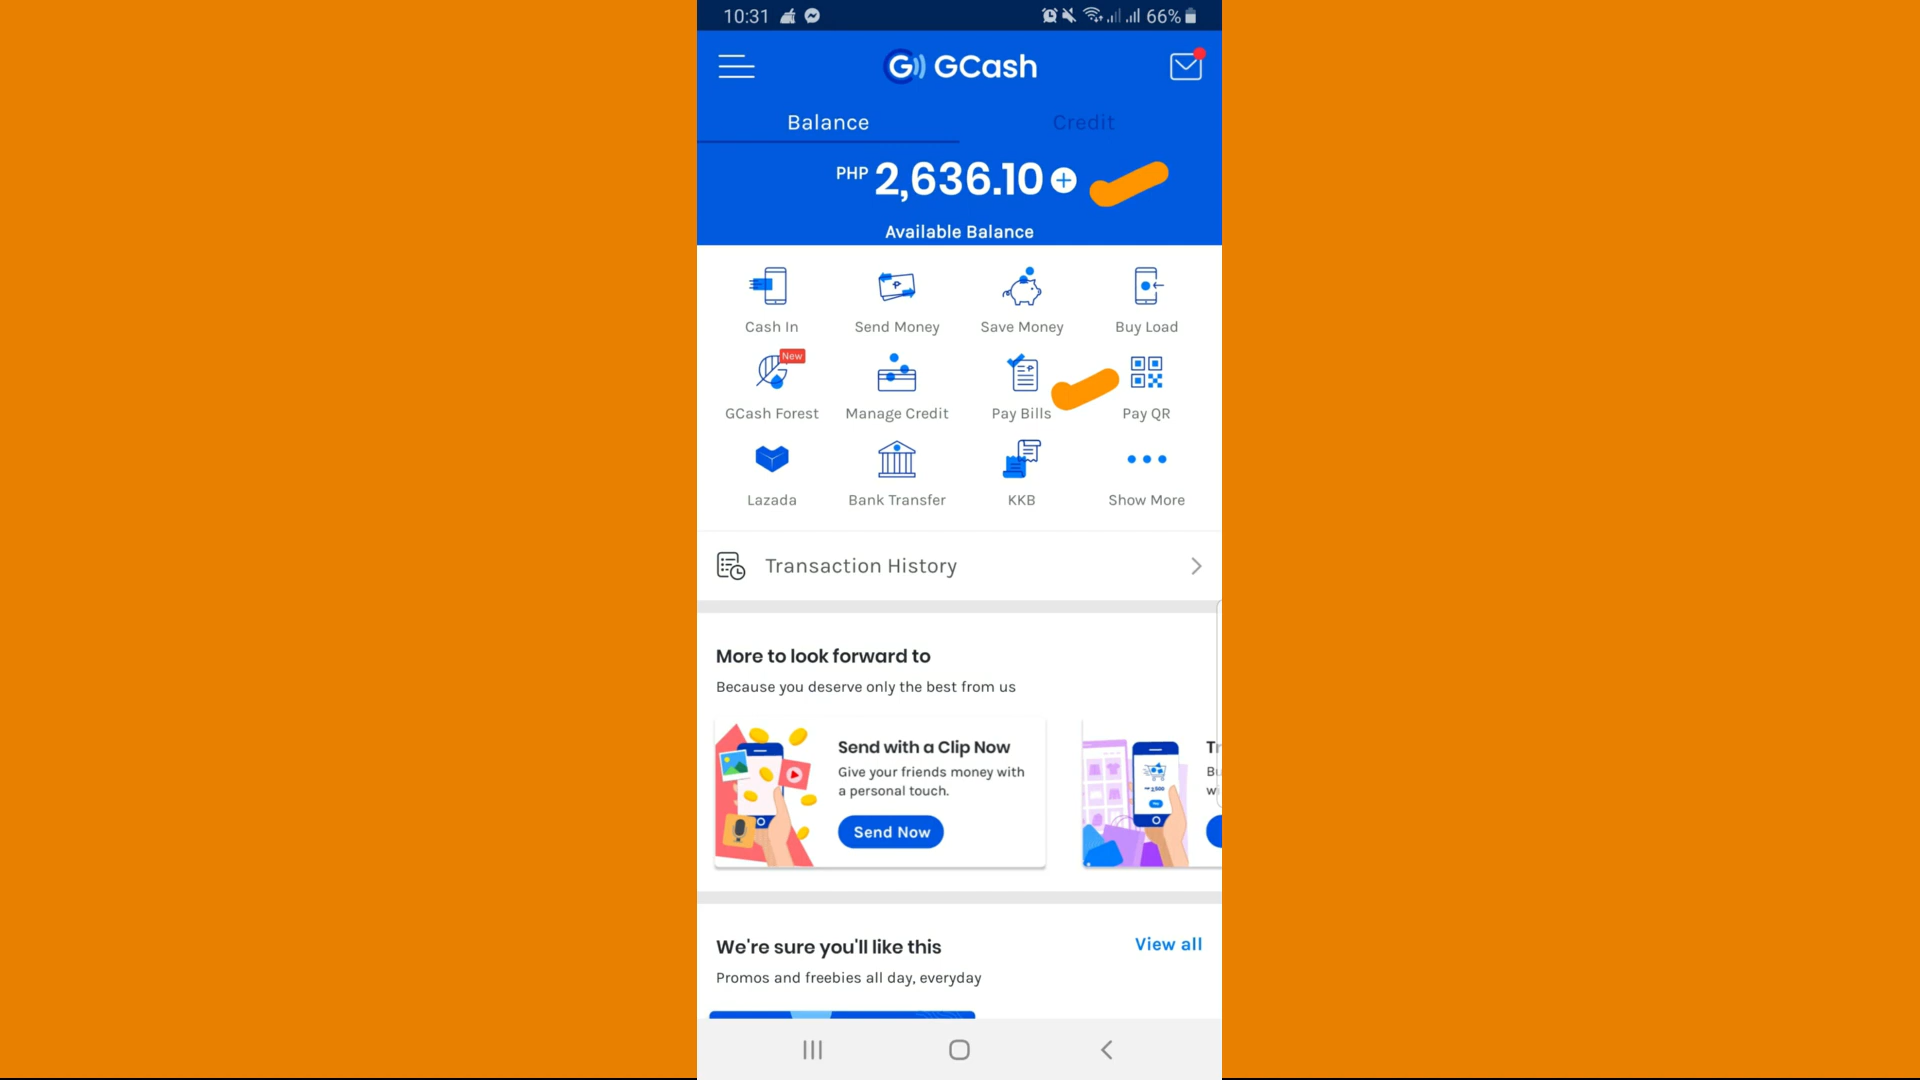 10:31
66%
G GCash
Balance
Credit
PHP 2,636.10
Available Balance
Cash In
Send Money
Save Money
Buy Load
New
GCash Forest
Manage Credit
Pay Bills
Pay QR
Lazada
Bank Transfer
KKB
Show More
Transaction History
More to look forward to
Because you deserve only the best from us
Send with a Clip Now
Give your friends money with
a personal touch.
Send Now
We're sure you'll like this
View all
Promos and freebies all day, everyday